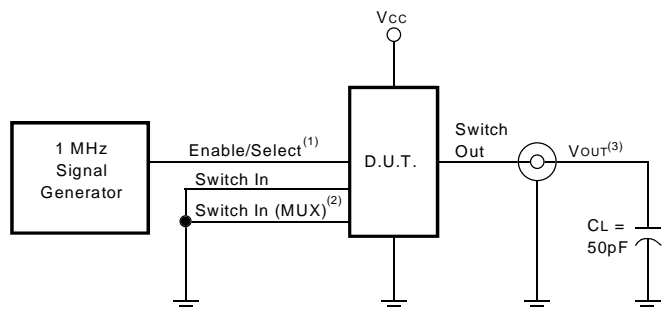 VCC
1 MHz
Signal
Generator
Enable/Select(1)
Switch In
Switch In (MUX)(2)
D.U.T.
Switch
Out
VOUT(3)
CL =
50pF